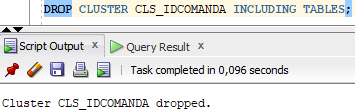 DROP CLUSTER CLS_IDCOMANDA INCLUDING TABLES;
Script Output x Query Result x
Task completed in 0,096 seconds
Cluster CLS_IDCOMANDA dropped.